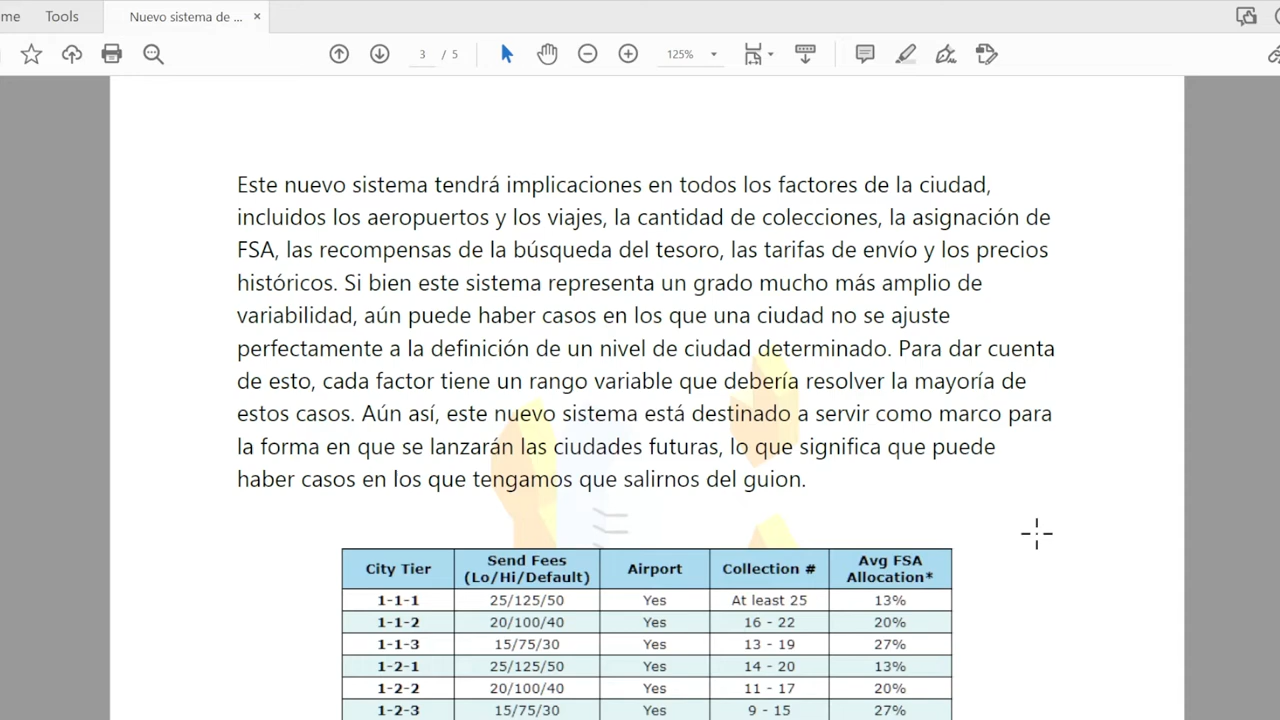 me Tools Nuevo sistema de ... ×
3 / 5 125%
Este nuevo sistema tendrá implicaciones en todos los factores de la ciudad,
incluidos los aeropuertos y los viajes, la cantidad de colecciones, la asignación de
FSA, las recompensas de la búsqueda del tesoro, las tarifas de envío y los precios
históricos. Si bien este sistema representa un grado mucho más amplio de
variabilidad, aún puede haber casos en los que una ciudad no se ajuste
perfectamente a la definición de un nivel de ciudad determinado. Para dar cuenta
de esto, cada factor tiene un rango variable que debería resolver la mayoría de
estos casos. Aún así, este nuevo sistema está destinado a servir como marco para
la forma en que se lanzarán las ciudades futuras, lo que significa que puede
haber casos en los que tengamos que salirnos del guion.
City Tier Send Fees (Lo/Hi/Default) Airport Collection # Avg FSA Allocation*
1-1-1 25/125/50 Yes At least 25 13%
1-1-2 20/100/40 Yes 16 - 22 20%
1-1-3 15/75/30 Yes 13 - 19 27%
1-2-1 25/125/50 Yes 14 - 20 13%
1-2-2 20/100/40 Yes 11 - 17 20%
1-2-3 15/75/30 Yes 9 - 15 27%